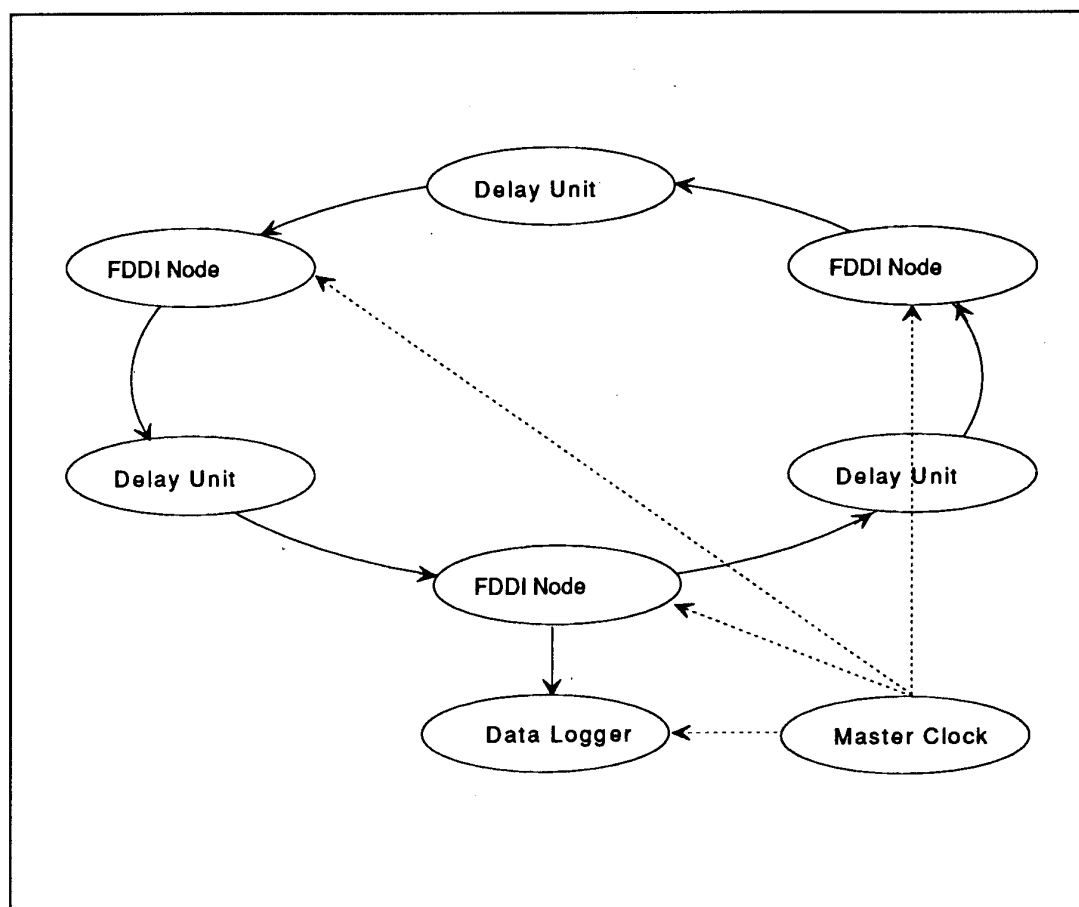 Delay Unit
FDDI Node
FDDI Node
Delay Unit
Delay Unit
FDDI Node
Data Logger
Master Clock